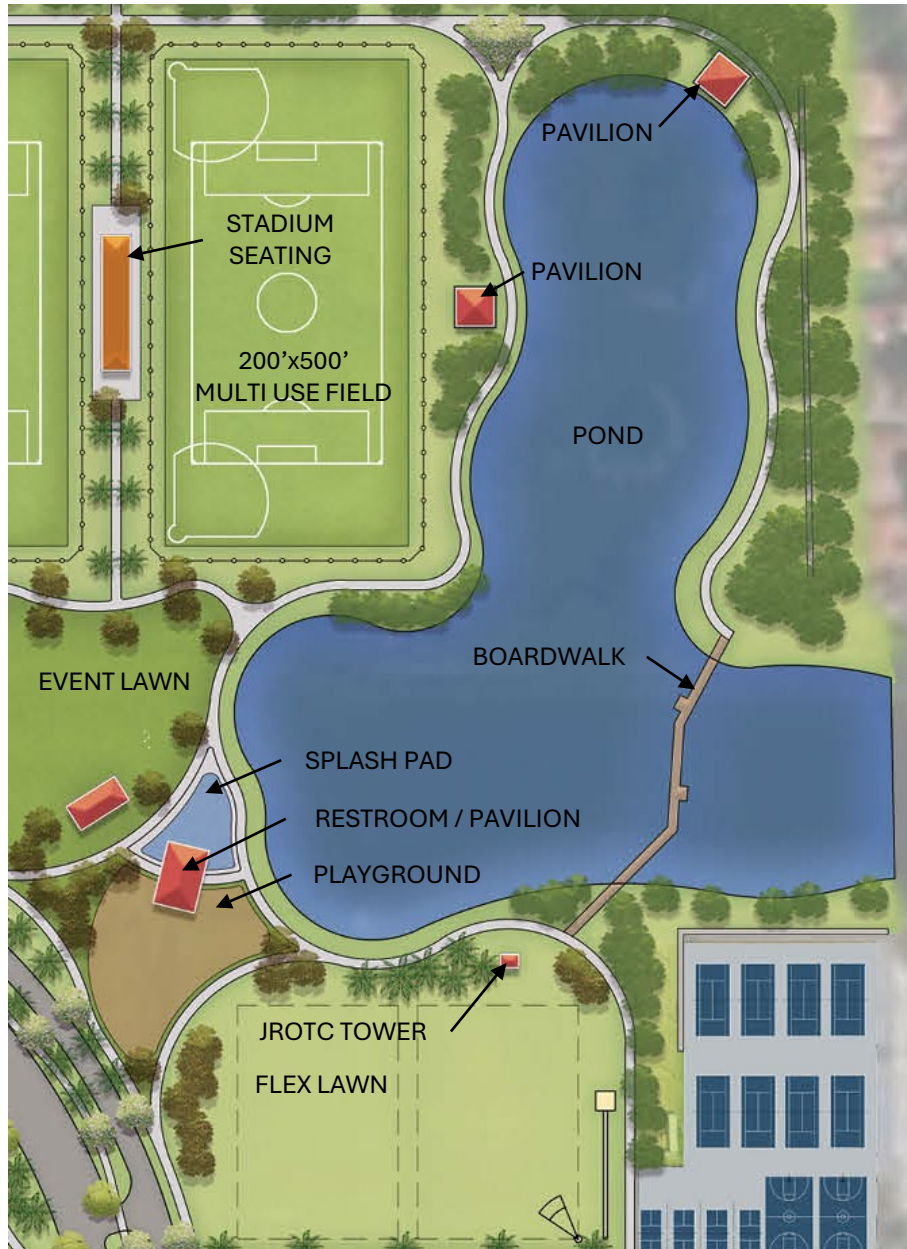 PAVILION
STADIUM
SEATING
PAVILION
200’x500’
MULTI USE FIELD
POND
BOARDWALK
EVENT LAWN
SPLASH PAD
RESTROOM / PAVILION
PLAYGROUND
JROTC TOWER
FLEX LAWN